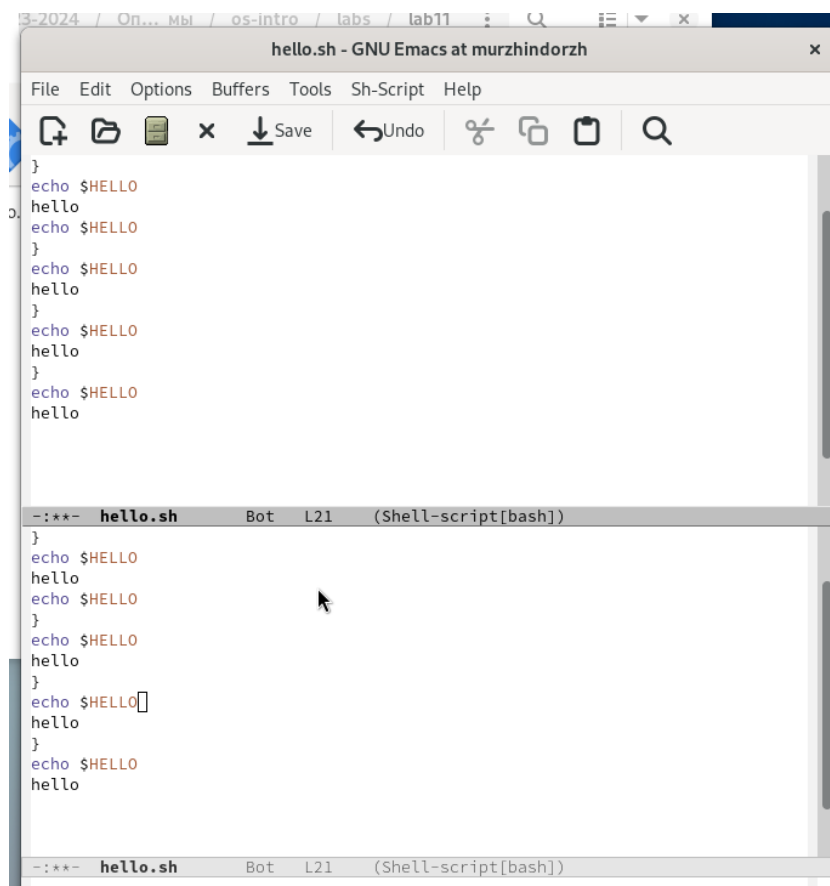 3-2024 / Оп... мы / os-intro / labs / lab11
hello.sh - GNU Emacs at murzhindorzh
File Edit Options Buffers Tools Sh-Script Help
Save Undo
}
echo $HELLO
hello
echo $HELLO
}
echo $HELLO
hello
}
echo $HELLO
hello
}
echo $HELLO
hello
-:**- hello.sh Bot L21 (Shell-script[bash])
}
echo $HELLO
hello
echo $HELLO
}
echo $HELLO
hello
}
echo $HELLO
hello
}
echo $HELLO
hello
-:**- hello.sh Bot L21 (Shell-script[bash])